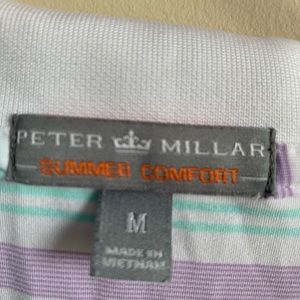 PETER MILLAR
SUMMER COMFORT
M
MADE IN
VIETNAM